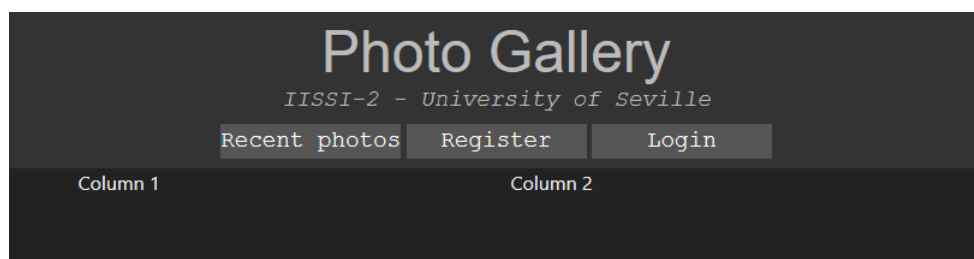 Photo Gallery
IISSI-2 - University of Seville
Recent photos Register Login
Column 1 Column 2